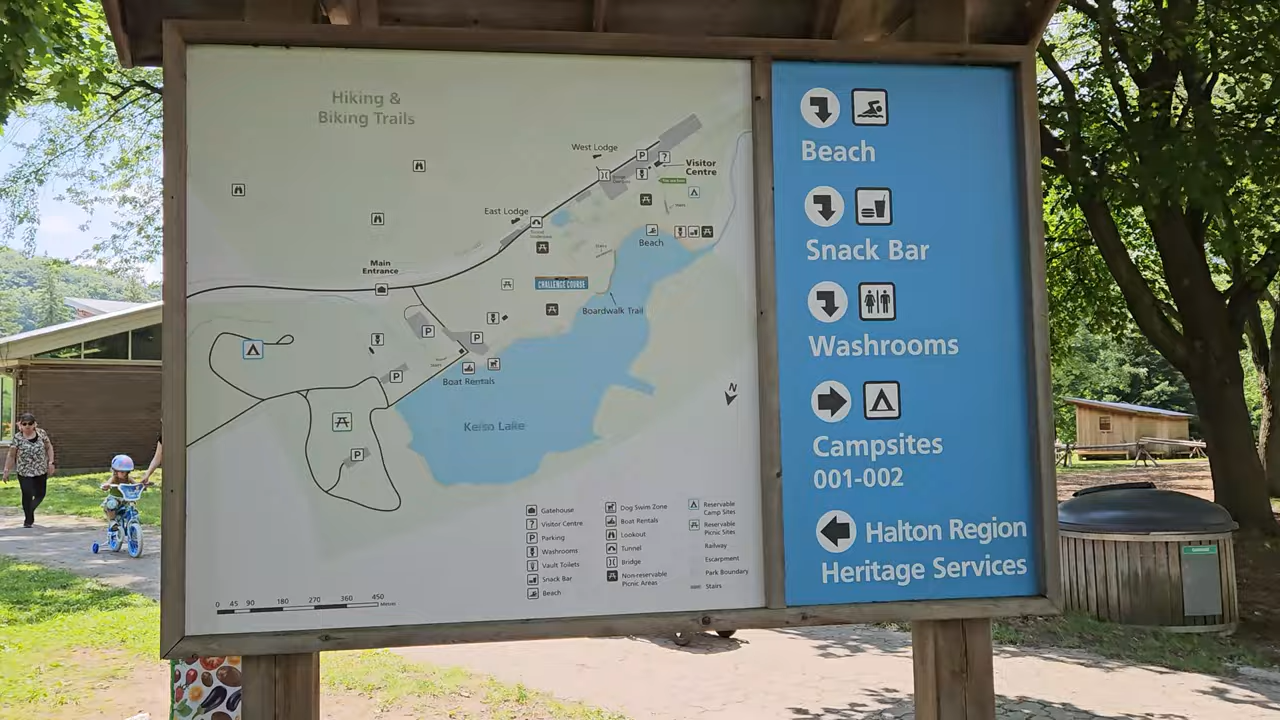 Hiking &
Biking Trails
West Lodge
P
?
Visitor
Centre
East Lodge
Beach
Main
Entrance
CHALLENGE COURSE
Boardwalk Trail
P
P
P
Boat Rentals
N
Kelso Lake
P
Gatehouse
? Visitor Centre
P Parking
Washrooms
Vault Toilets
Snack Bar
Beach
Dog Swim Zone
Boat Rentals
Lookout
Tunnel
Bridge
Non-reservable
Picnic Areas
Reservable
Camp Sites
Reservable
Picnic Sites
Railway
Escarpment
Park Boundary
Stairs
0 45 90 180 270 360 450
Metres
Beach
Snack Bar
Washrooms
Campsites
001-002
Halton Region
Heritage Services